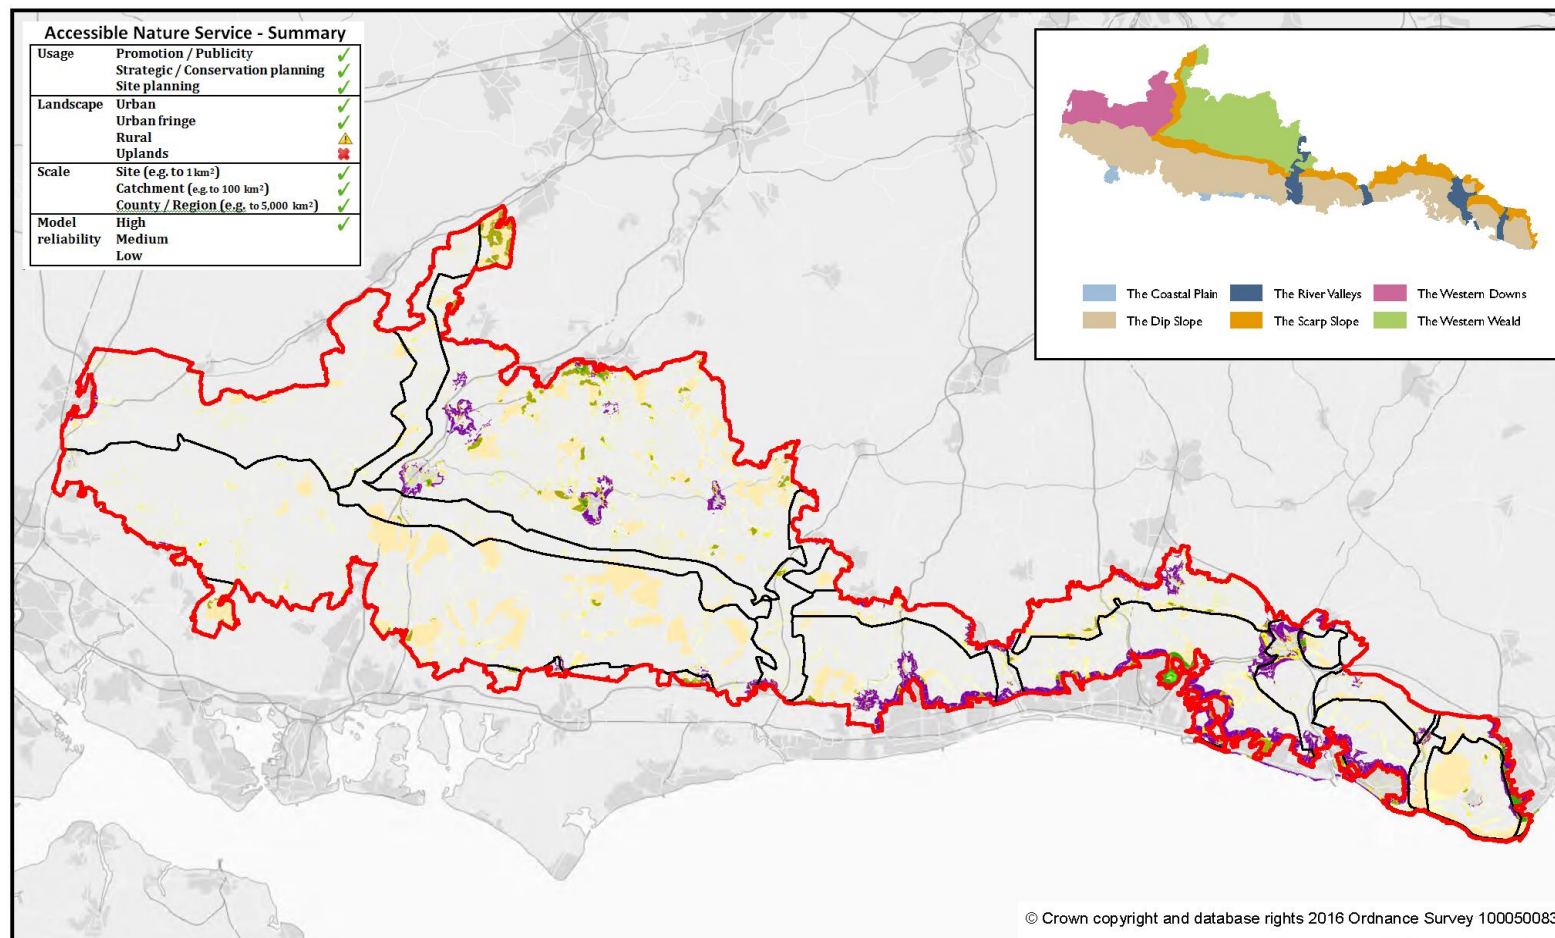 Accessible Nature Service - Summary
Usage Promotion / Publicity ✓
Strategic / Conservation planning ✓
Site planning ✓
Landscape Urban ✓
Urban fringe ✓
Rural ⚠
Uplands ✖
Scale Site (e.g. to 1 km²) ✓
Catchment (e.g. to 100 km²) ✓
County / Region (e.g. to 5,000 km²) ✓
Model High ✓
reliability Medium
Low
The Coastal Plain The River Valleys The Western Downs
The Dip Slope The Scarp Slope The Western Weald
© Crown copyright and database rights 2016 Ordnance Survey 100050083